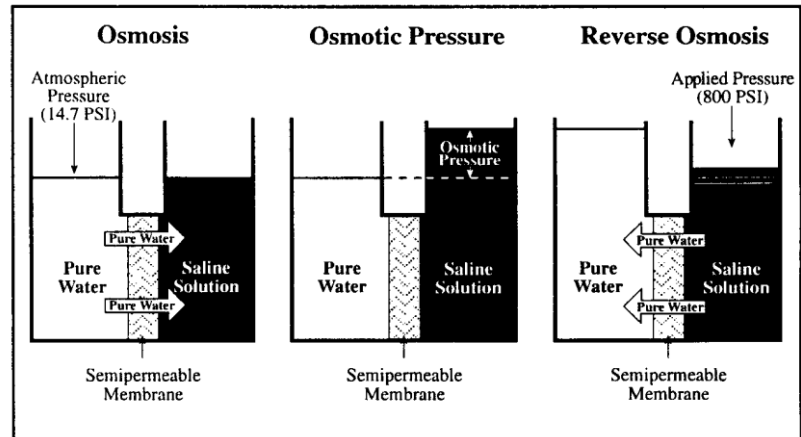 Osmosis
Atmospheric
Pressure
(14.7 PSI)
Pure Water
Pure
Water
Saline
Solution
Pure Water
Semipermeable
Membrane
Osmotic Pressure
Osmotic
Pressure
Pure
Water
Saline
Solution
Semipermeable
Membrane
Reverse Osmosis
Applied Pressure
(800 PSI)
Pure Water
Pure
Water
Saline
Solution
Pure Water
Semipermeable
Membrane